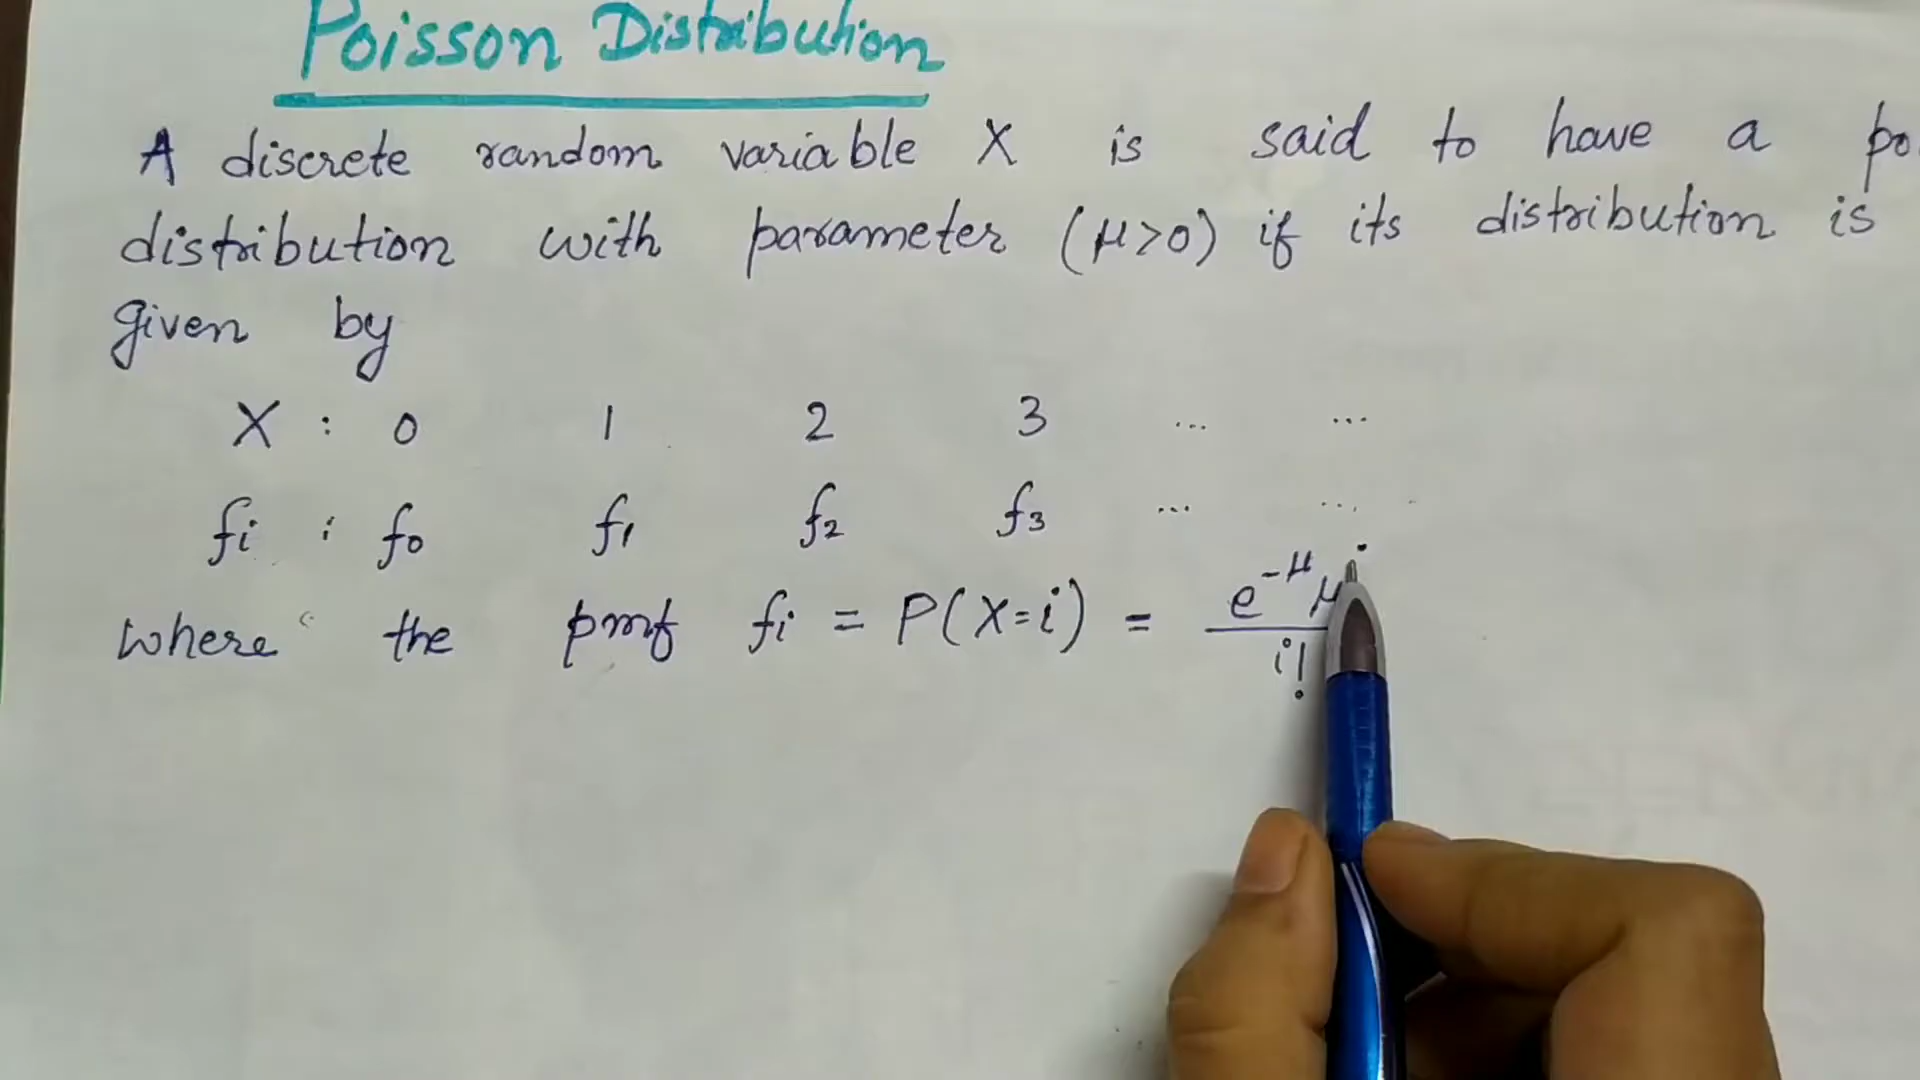 Poisson Distribution
A discrete random variable X is said to have a po
distribution with parameter (μ>0) if its distribution is
given by
X : 0 1 2 3 ... ...
fi : f0 f1 f2 f3 ... ...
where the pmf fi = P(X=i) = e^-μ μ^i / i!